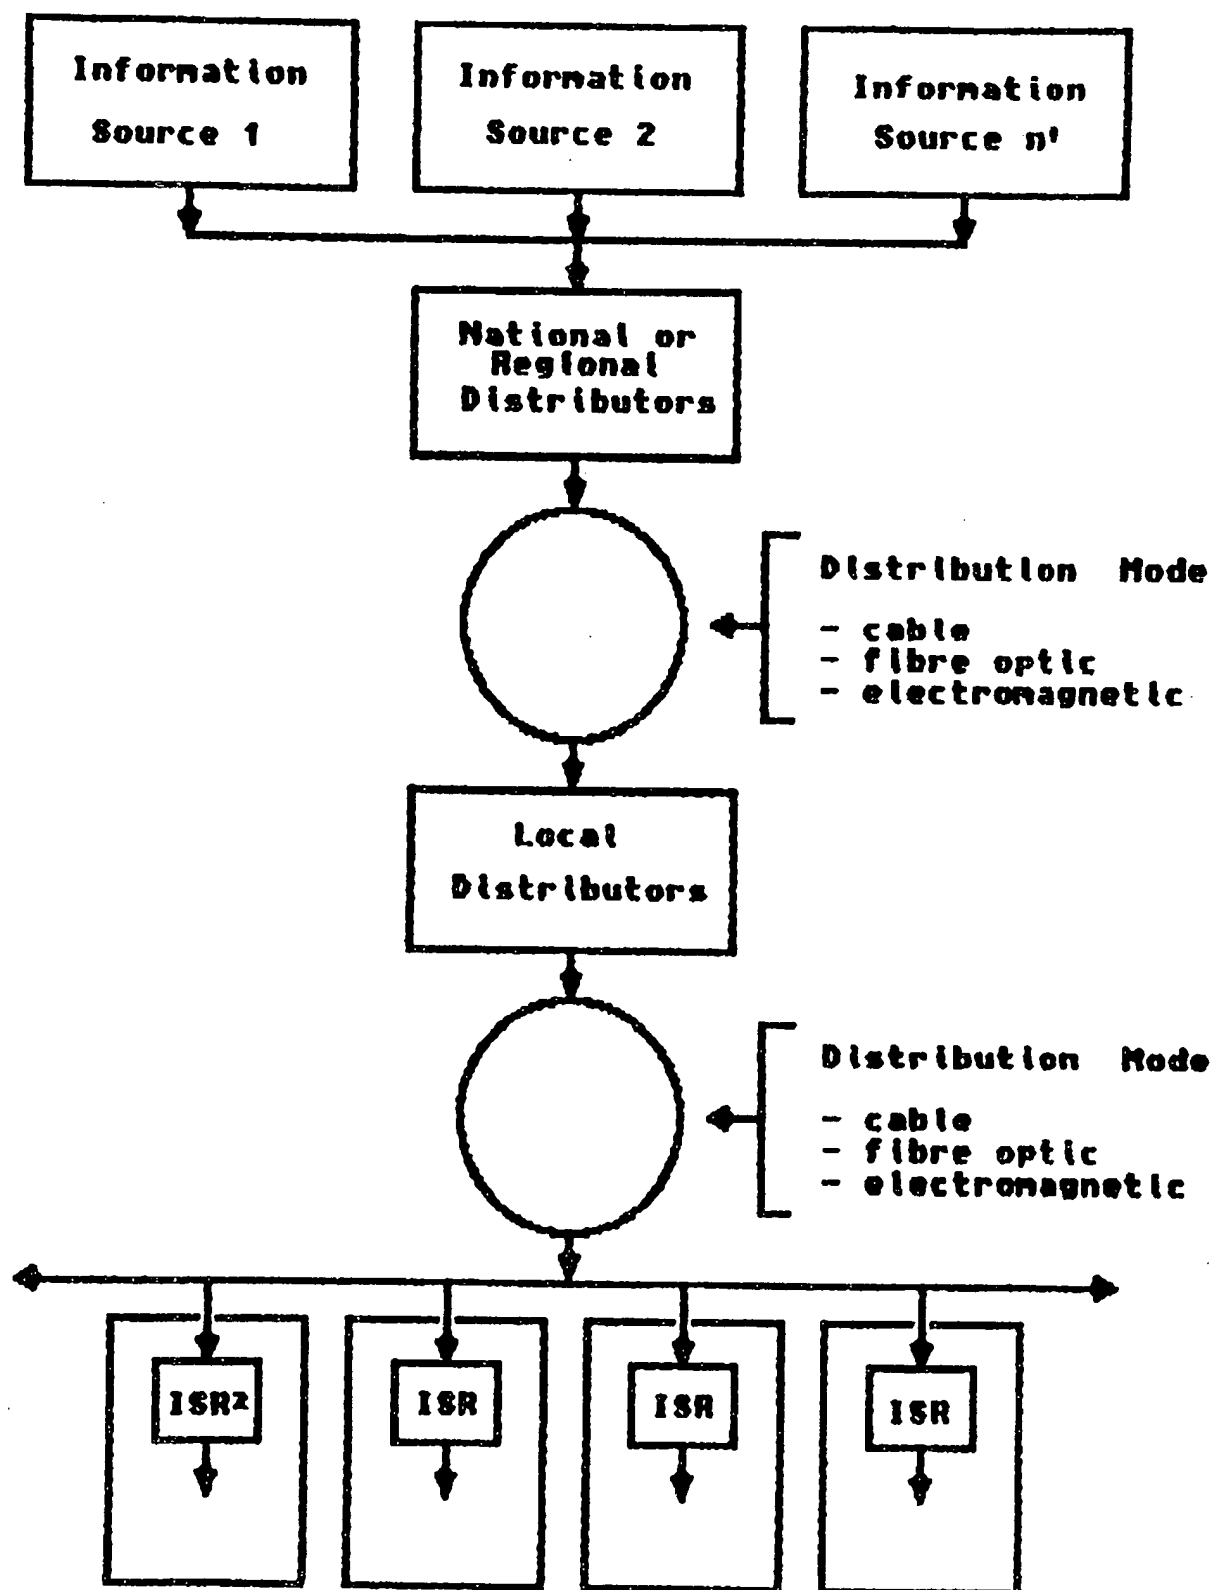 Information
Source 1
Information
Source 2
Information
Source n'
National or
Regional
Distributors
Distribution Mode
- cable
- fibre optic
- electromagnetic
Local
Distributors
Distribution Mode
- cable
- fibre optic
- electromagnetic
ISR²
ISR
ISR
ISR